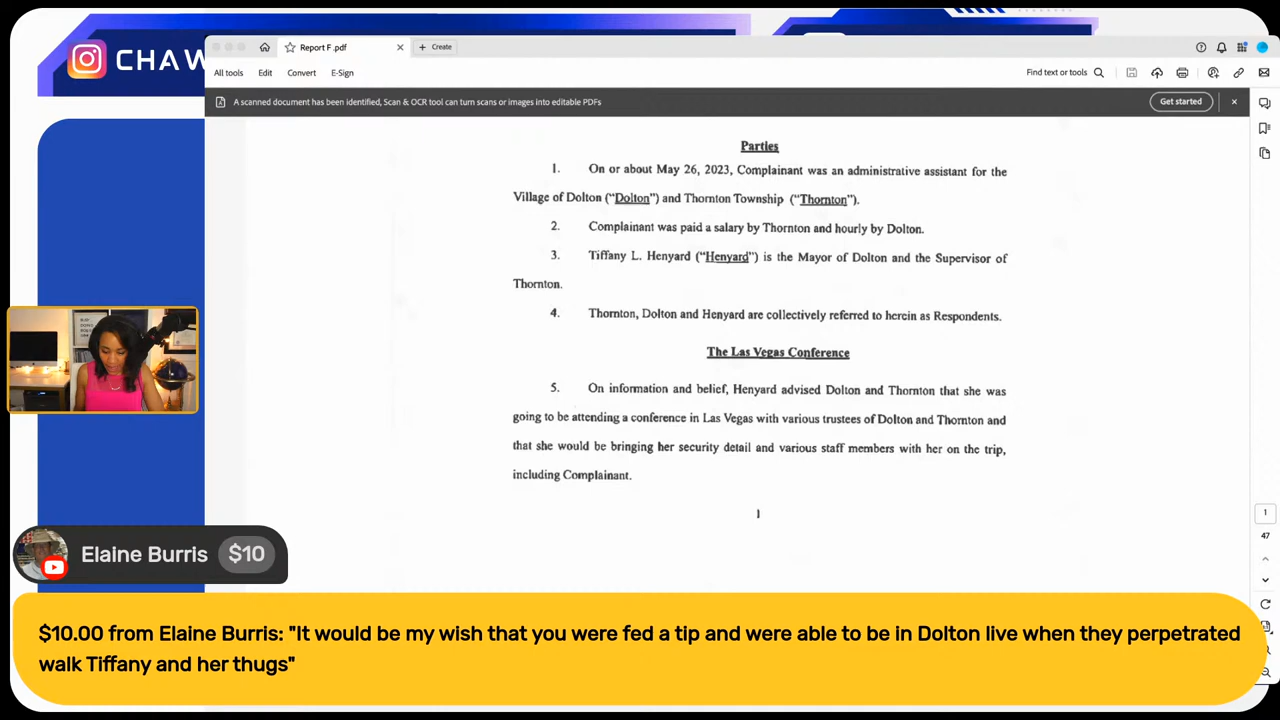 CHAW
Report F .pdf
Create
All tools
Edit
Convert
E-Sign
Find text or tools
A scanned document has been identified, Scan & OCR tool can turn scans or images into editable PDFs
Get started
Parties
1. On or about May 26, 2023, Complainant was an administrative assistant for the
Village of Dolton ("Dolton") and Thornton Township ("Thornton").
2. Complainant was paid a salary by Thornton and hourly by Dolton.
3. Tiffany L. Henyard ("Henyard") is the Mayor of Dolton and the Supervisor of
Thornton.
4. Thornton, Dolton and Henyard are collectively referred to herein as Respondents.
The Las Vegas Conference
5. On information and belief, Henyard advised Dolton and Thornton that she was
going to be attending a conference in Las Vegas with various trustees of Dolton and Thornton and
that she would be bringing her security detail and various staff members with her on the trip,
including Complainant.
1
1
47
Elaine Burris $10
$10.00 from Elaine Burris: "It would be my wish that you were fed a tip and were able to be in Dolton live when they perpetrated
walk Tiffany and her thugs"